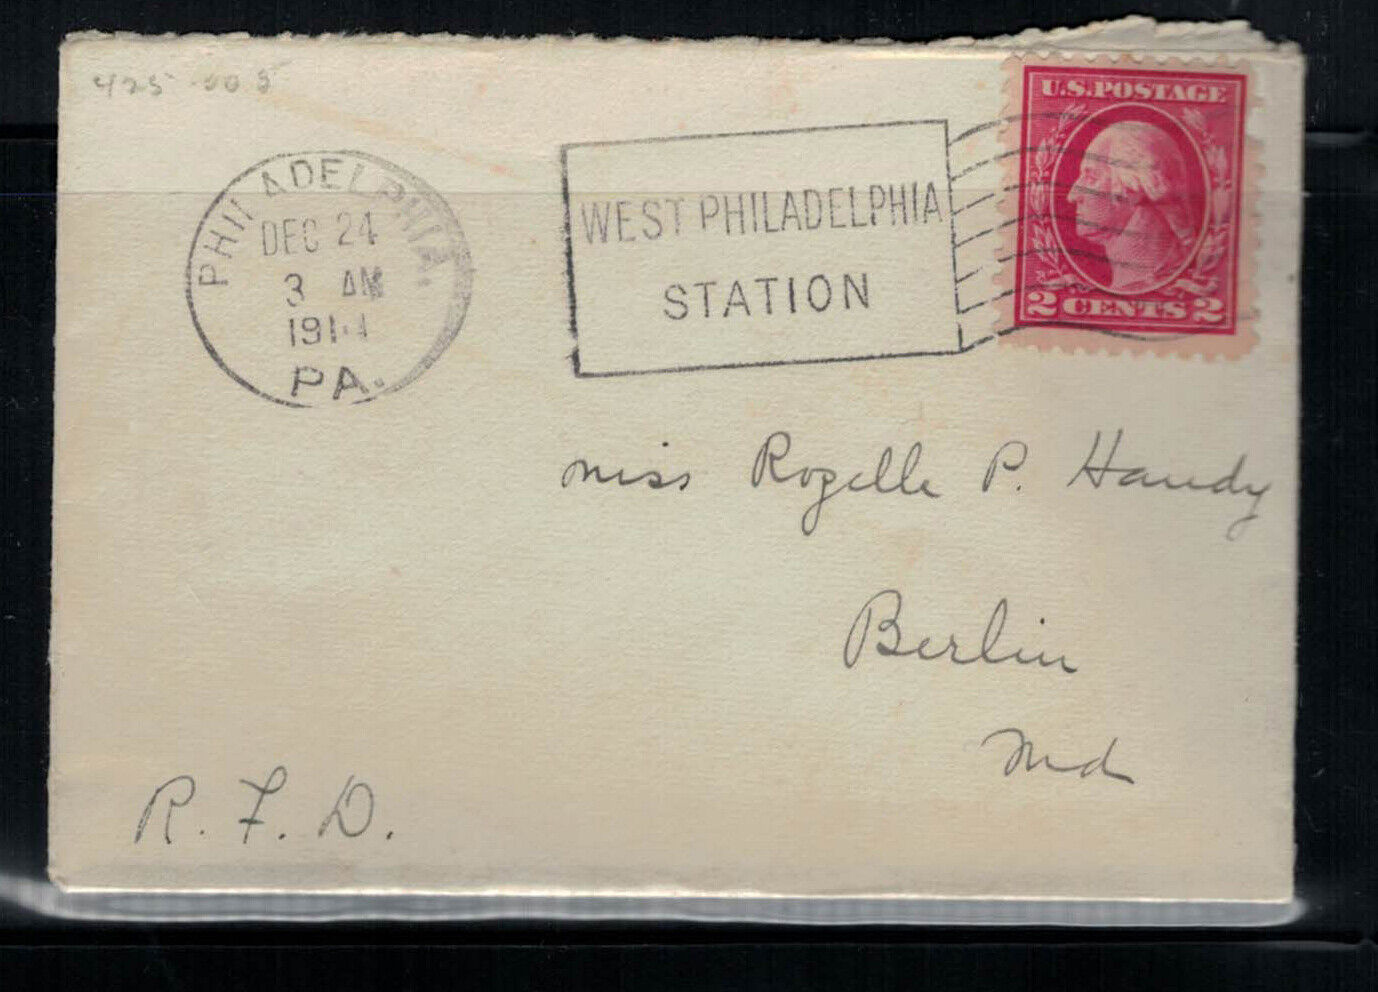 425
PHILADELPHIA,
DEC 24
3 AM
1914
PA.
WEST PHILADELPHIA
STATION
U.S. POSTAGE
2 CENTS 2
Miss Rozelle P. Handy
Berlin
Md
R. F. D.